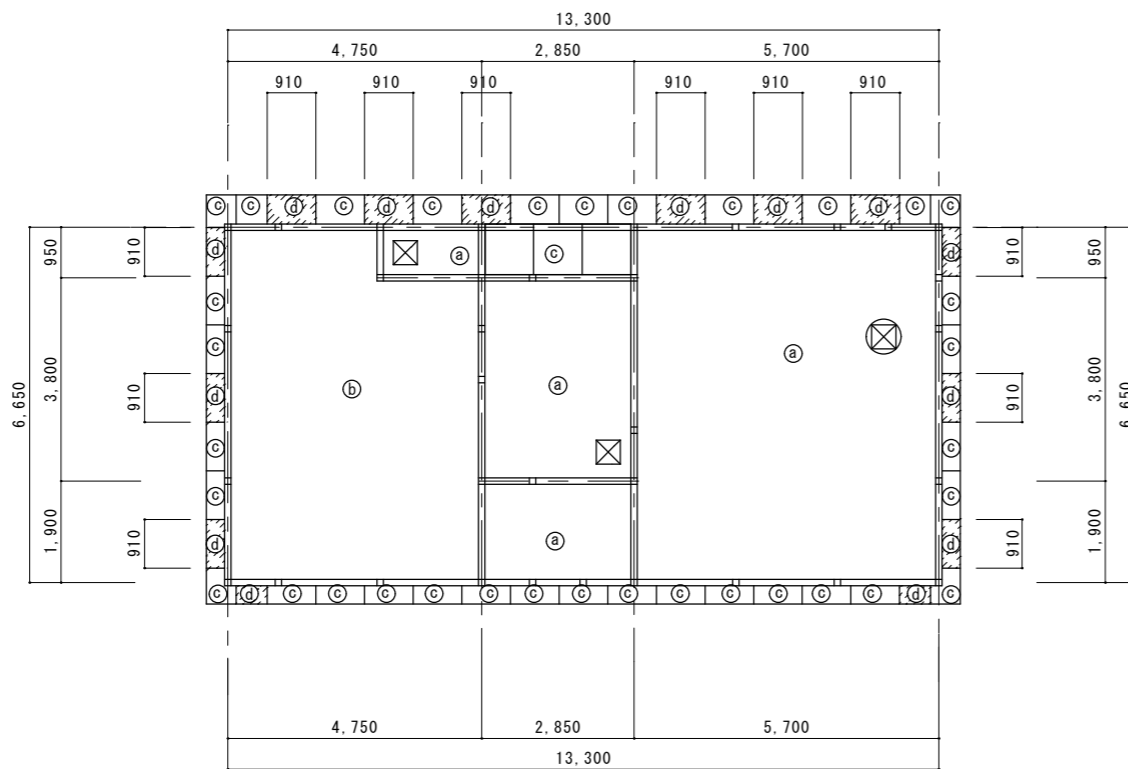 13,300
4,750 2,850 5,700
910 910 910 910 910 910
c c d c d c d c c c d c d c d c c
950 910 d a c d 910 950
c c
a
6,650 3,800 c c 3,800 6,650
910 d b a d 910
c c
c c
1,900 910 d a d 910 1,900
c d c c c c c c c c c c c c c d c
4,750 2,850 5,700
13,300